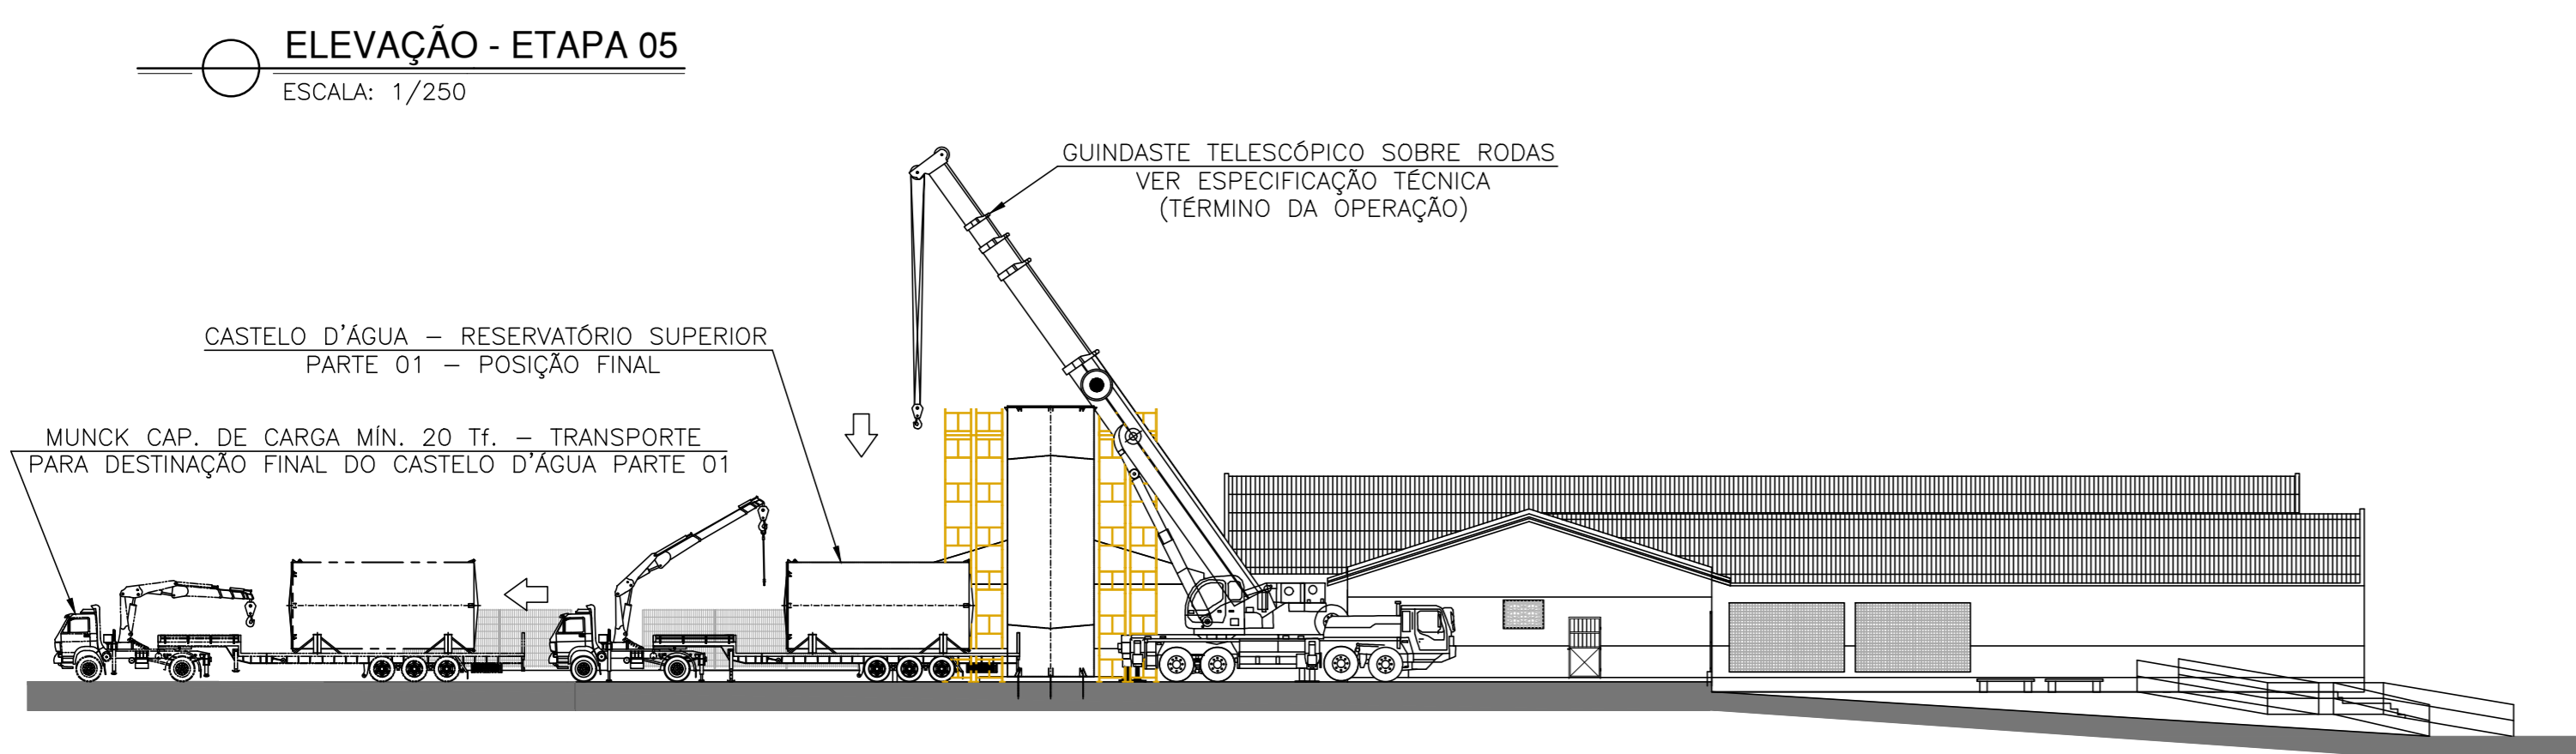 ELEVAÇÃO - ETAPA 05
ESCALA: 1/250
GUINDASTE TELESCÓPICO SOBRE RODAS
VER ESPECIFICAÇÃO TÉCNICA
(TÉRMINO DA OPERAÇÃO)
CASTELO D'ÁGUA – RESERVATÓRIO SUPERIOR
PARTE 01 – POSIÇÃO FINAL
MUNCK CAP. DE CARGA MÍN. 20 Tf. – TRANSPORTE
PARA DESTINAÇÃO FINAL DO CASTELO D'ÁGUA PARTE 01